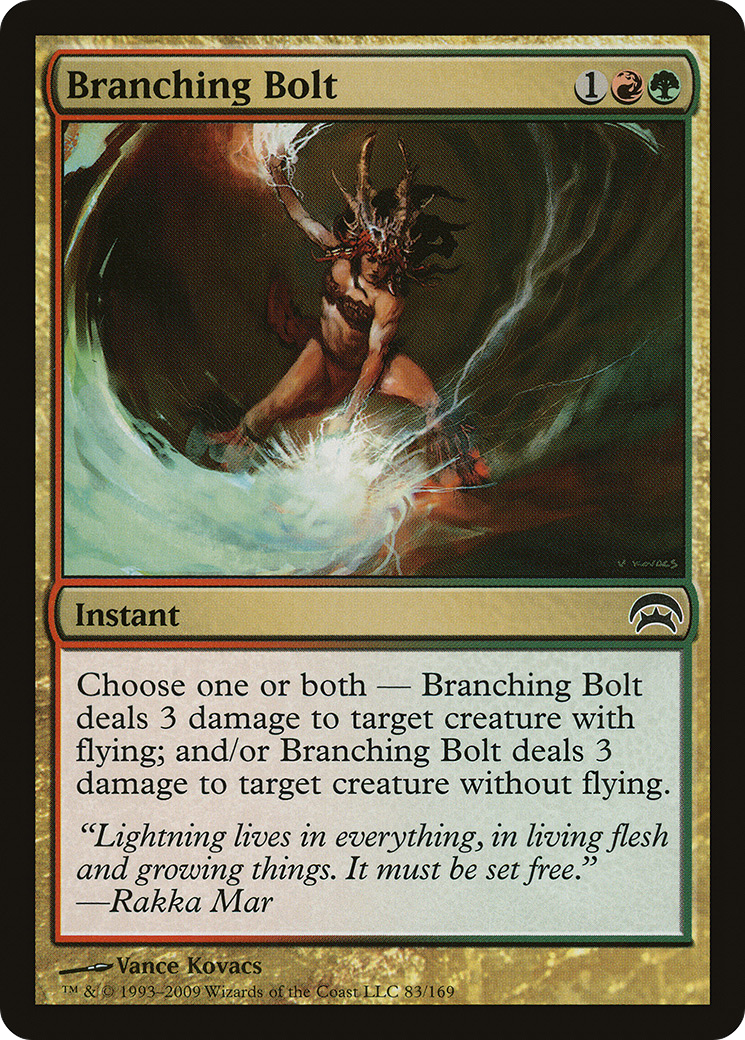 Branching Bolt
1
V KOVACS
Instant
Choose one or both — Branching Bolt
deals 3 damage to target creature with
flying; and/or Branching Bolt deals 3
damage to target creature without flying.
“Lightning lives in everything, in living flesh
and growing things. It must be set free.”
—Rakka Mar
Vance Kovacs
™ & © 1993–2009 Wizards of the Coast LLC 83/169